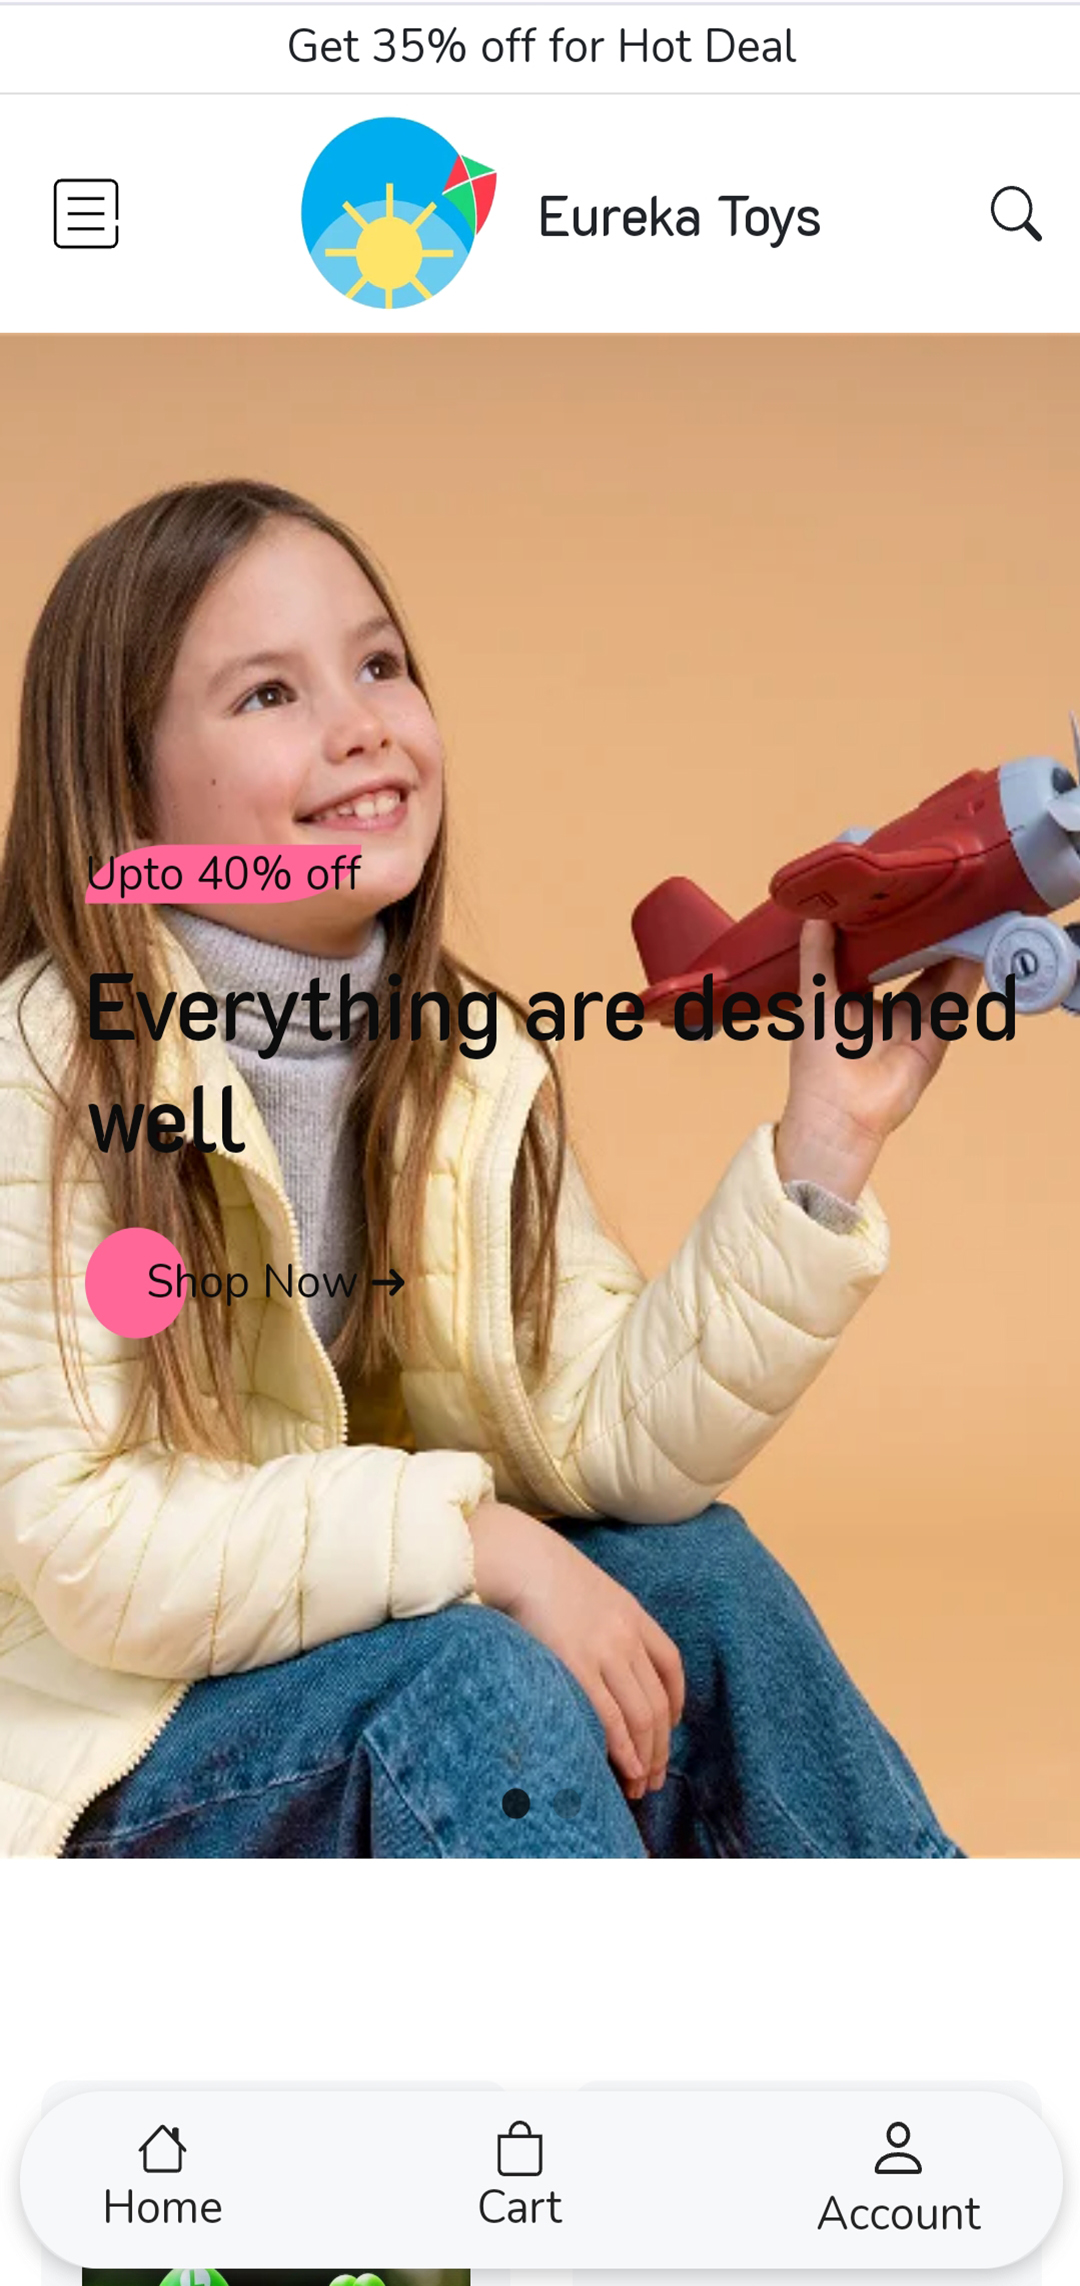 Get 35% off for Hot Deal
Eureka Toys
Upto 40% off
Everything are designed
well
Shop Now →
Home
Cart
Account